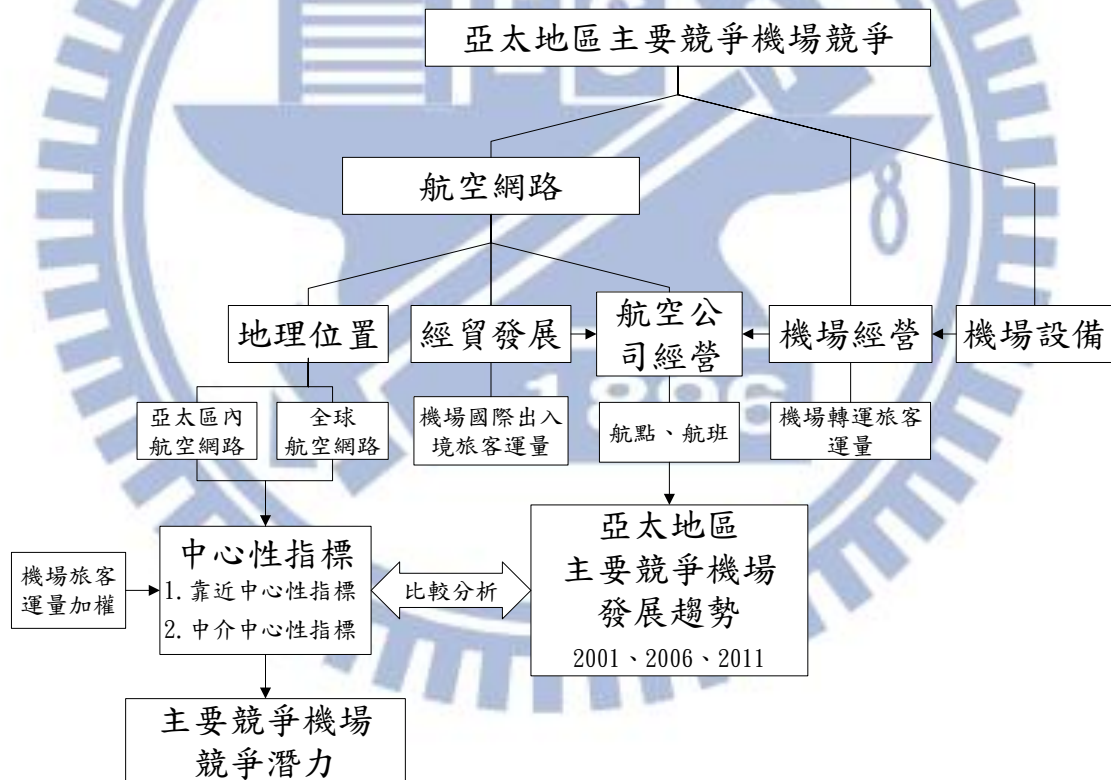 亞太地區主要競爭機場競爭
航空網路
地理位置
經貿發展
航空公
司經營
機場經營
機場設備
亞太區內
航空網路
全球
航空網路
機場國際出入
境旅客運量
航點、航班
機場轉運旅客
運量
機場旅客
運量加權
中心性指標
1. 靠近中心性指標
2. 中介中心性指標
比較分析
亞太地區
主要競爭機場
發展趨勢
2001、2006、2011
主要競爭機場
競爭潛力
1896